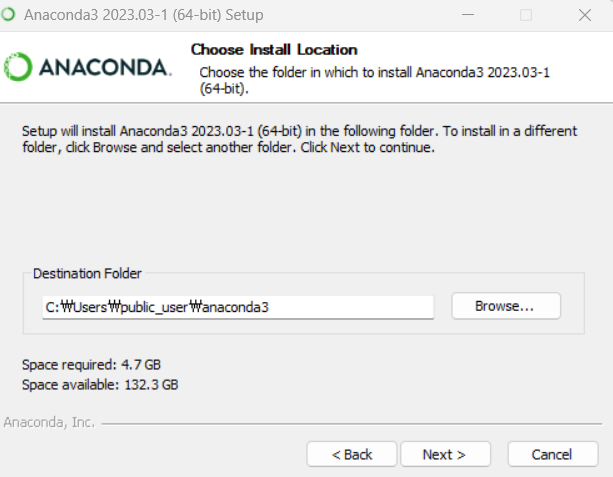 Anaconda3 2023.03-1 (64-bit) Setup
ANACONDA.
Choose Install Location
Choose the folder in which to install Anaconda3 2023.03-1
(64-bit).
Setup will install Anaconda3 2023.03-1 (64-bit) in the following folder. To install in a different
folder, click Browse and select another folder. Click Next to continue.
Destination Folder
C:₩Users₩public_user₩anaconda3
Browse...
Space required: 4.7 GB
Space available: 132.3 GB
Anaconda, Inc.
< Back
Next >
Cancel